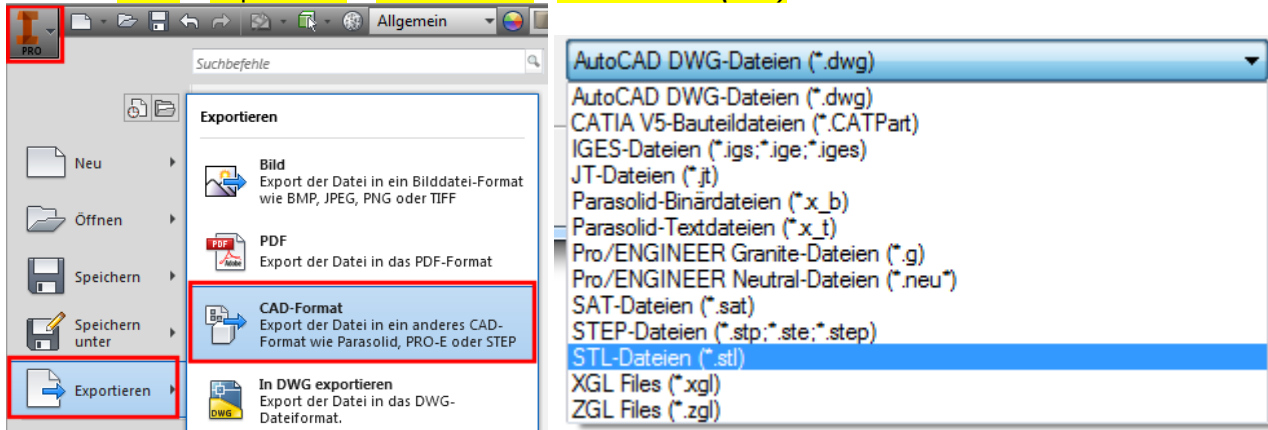 Allgemein
PRO
Suchbefehle
Exportieren
Neu
Öffnen
Speichern
Speichern
unter
Exportieren
Bild
Export der Datei in ein Bilddatei-Format
wie BMP, JPEG, PNG oder TIFF
PDF
Adobe
PDF
Export der Datei in das PDF-Format
CAD-Format
Export der Datei in ein anderes CAD-
Format wie Parasolid, PRO-E oder STEP
DWG
In DWG exportieren
Export der Datei in das DWG-
Dateiformat.
AutoCAD DWG-Dateien (*.dwg)
AutoCAD DWG-Dateien (*.dwg)
CATIA V5-Bauteildateien (*.CATPart)
IGES-Dateien (*.igs;*.ige;*.iges)
JT-Dateien (*.jt)
Parasolid-Binärdateien (*.x_b)
Parasolid-Textdateien (*.x_t)
Pro/ENGINEER Granite-Dateien (*.g)
Pro/ENGINEER Neutral-Dateien (*.neu*)
SAT-Dateien (*.sat)
STEP-Dateien (*.stp;*.ste;*.step)
STL-Dateien (*.stl)
XGL Files (*.xgl)
ZGL Files (*.zgl)